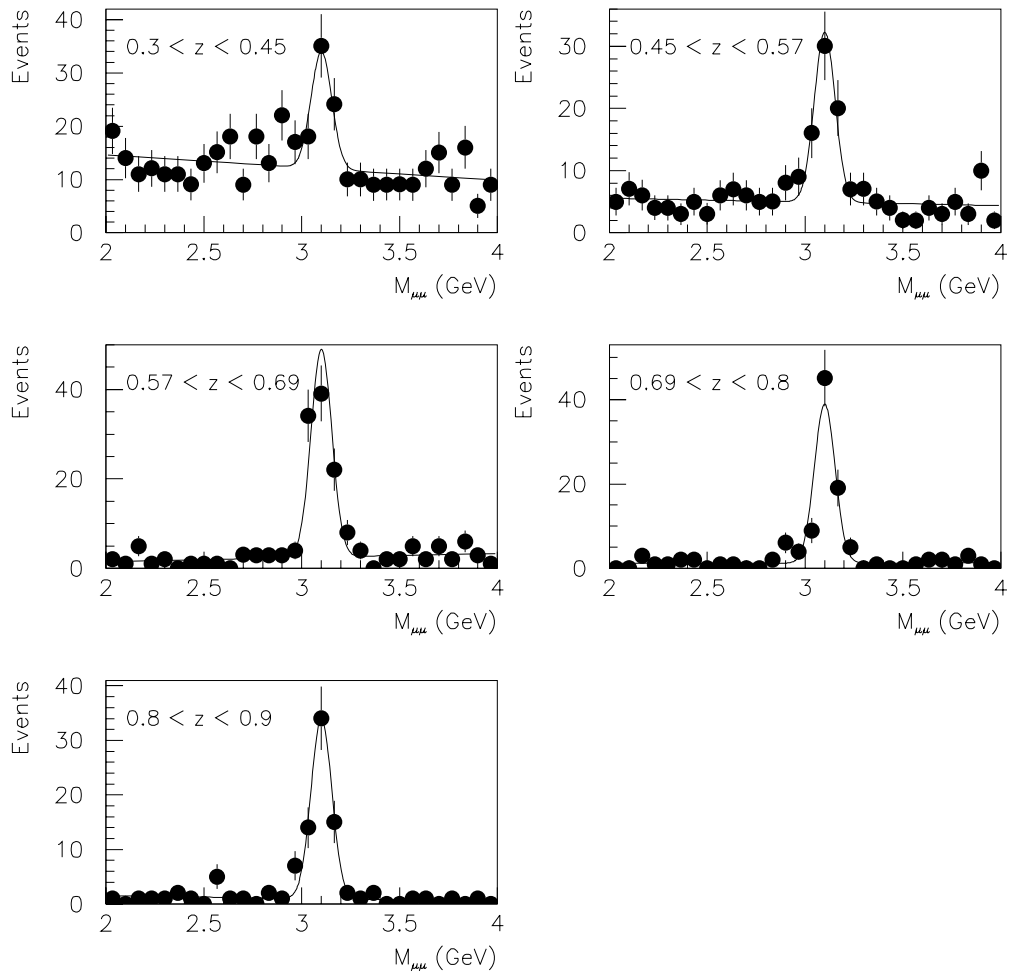 Events
40
30
20
10
0
0.3 < z < 0.45
2 2.5 3 3.5 4
M_μμ (GeV)
Events
30
20
10
0
0.45 < z < 0.57
2 2.5 3 3.5 4
M_μμ (GeV)
Events
40
20
0
0.57 < z < 0.69
2 2.5 3 3.5 4
M_μμ (GeV)
Events
40
20
0
0.69 < z < 0.8
2 2.5 3 3.5 4
M_μμ (GeV)
Events
40
30
20
10
0
0.8 < z < 0.9
2 2.5 3 3.5 4
M_μμ (GeV)